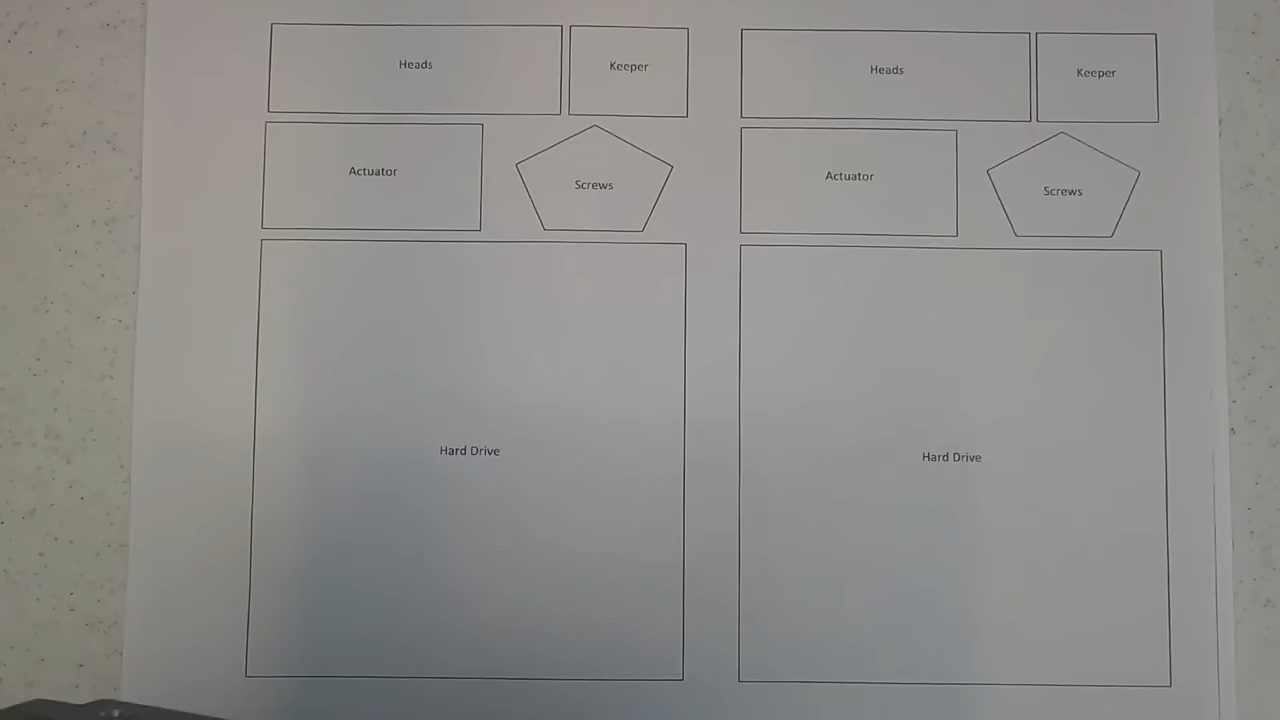 Heads
Keeper
Actuator
Screws
Hard Drive
Heads
Keeper
Actuator
Screws
Hard Drive